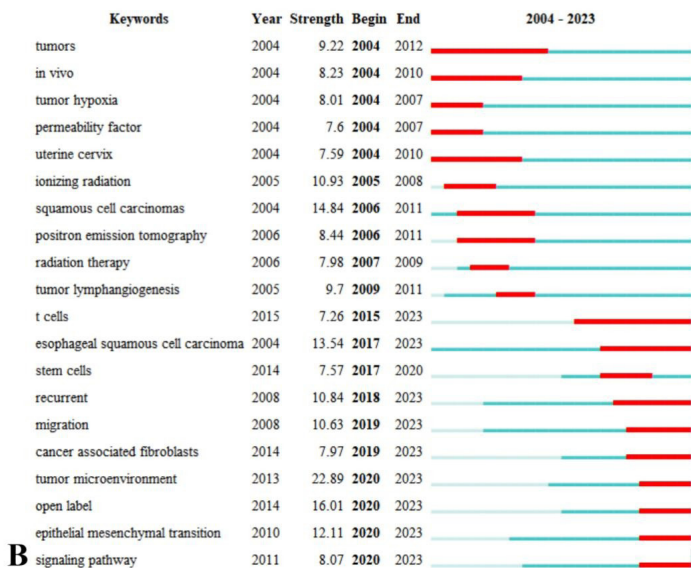 Keywords Year Strength Begin End 2004 - 2023
tumors 2004 9.22 2004 2012
in vivo 2004 8.23 2004 2010
tumor hypoxia 2004 8.01 2004 2007
permeability factor 2004 7.6 2004 2007
uterine cervix 2004 7.59 2004 2010
ionizing radiation 2005 10.93 2005 2008
squamous cell carcinomas 2004 14.84 2006 2011
positron emission tomography 2006 8.44 2006 2011
radiation therapy 2006 7.98 2007 2009
tumor lymphangiogenesis 2005 9.7 2009 2011
t cells 2015 7.26 2015 2023
esophageal squamous cell carcinoma 2004 13.54 2017 2023
stem cells 2014 7.57 2017 2020
recurrent 2008 10.84 2018 2023
migration 2008 10.63 2019 2023
cancer associated fibroblasts 2014 7.97 2019 2023
tumor microenvironment 2013 22.89 2020 2023
open label 2014 16.01 2020 2023
epithelial mesenchymal transition 2010 12.11 2020 2023
B signaling pathway 2011 8.07 2020 2023